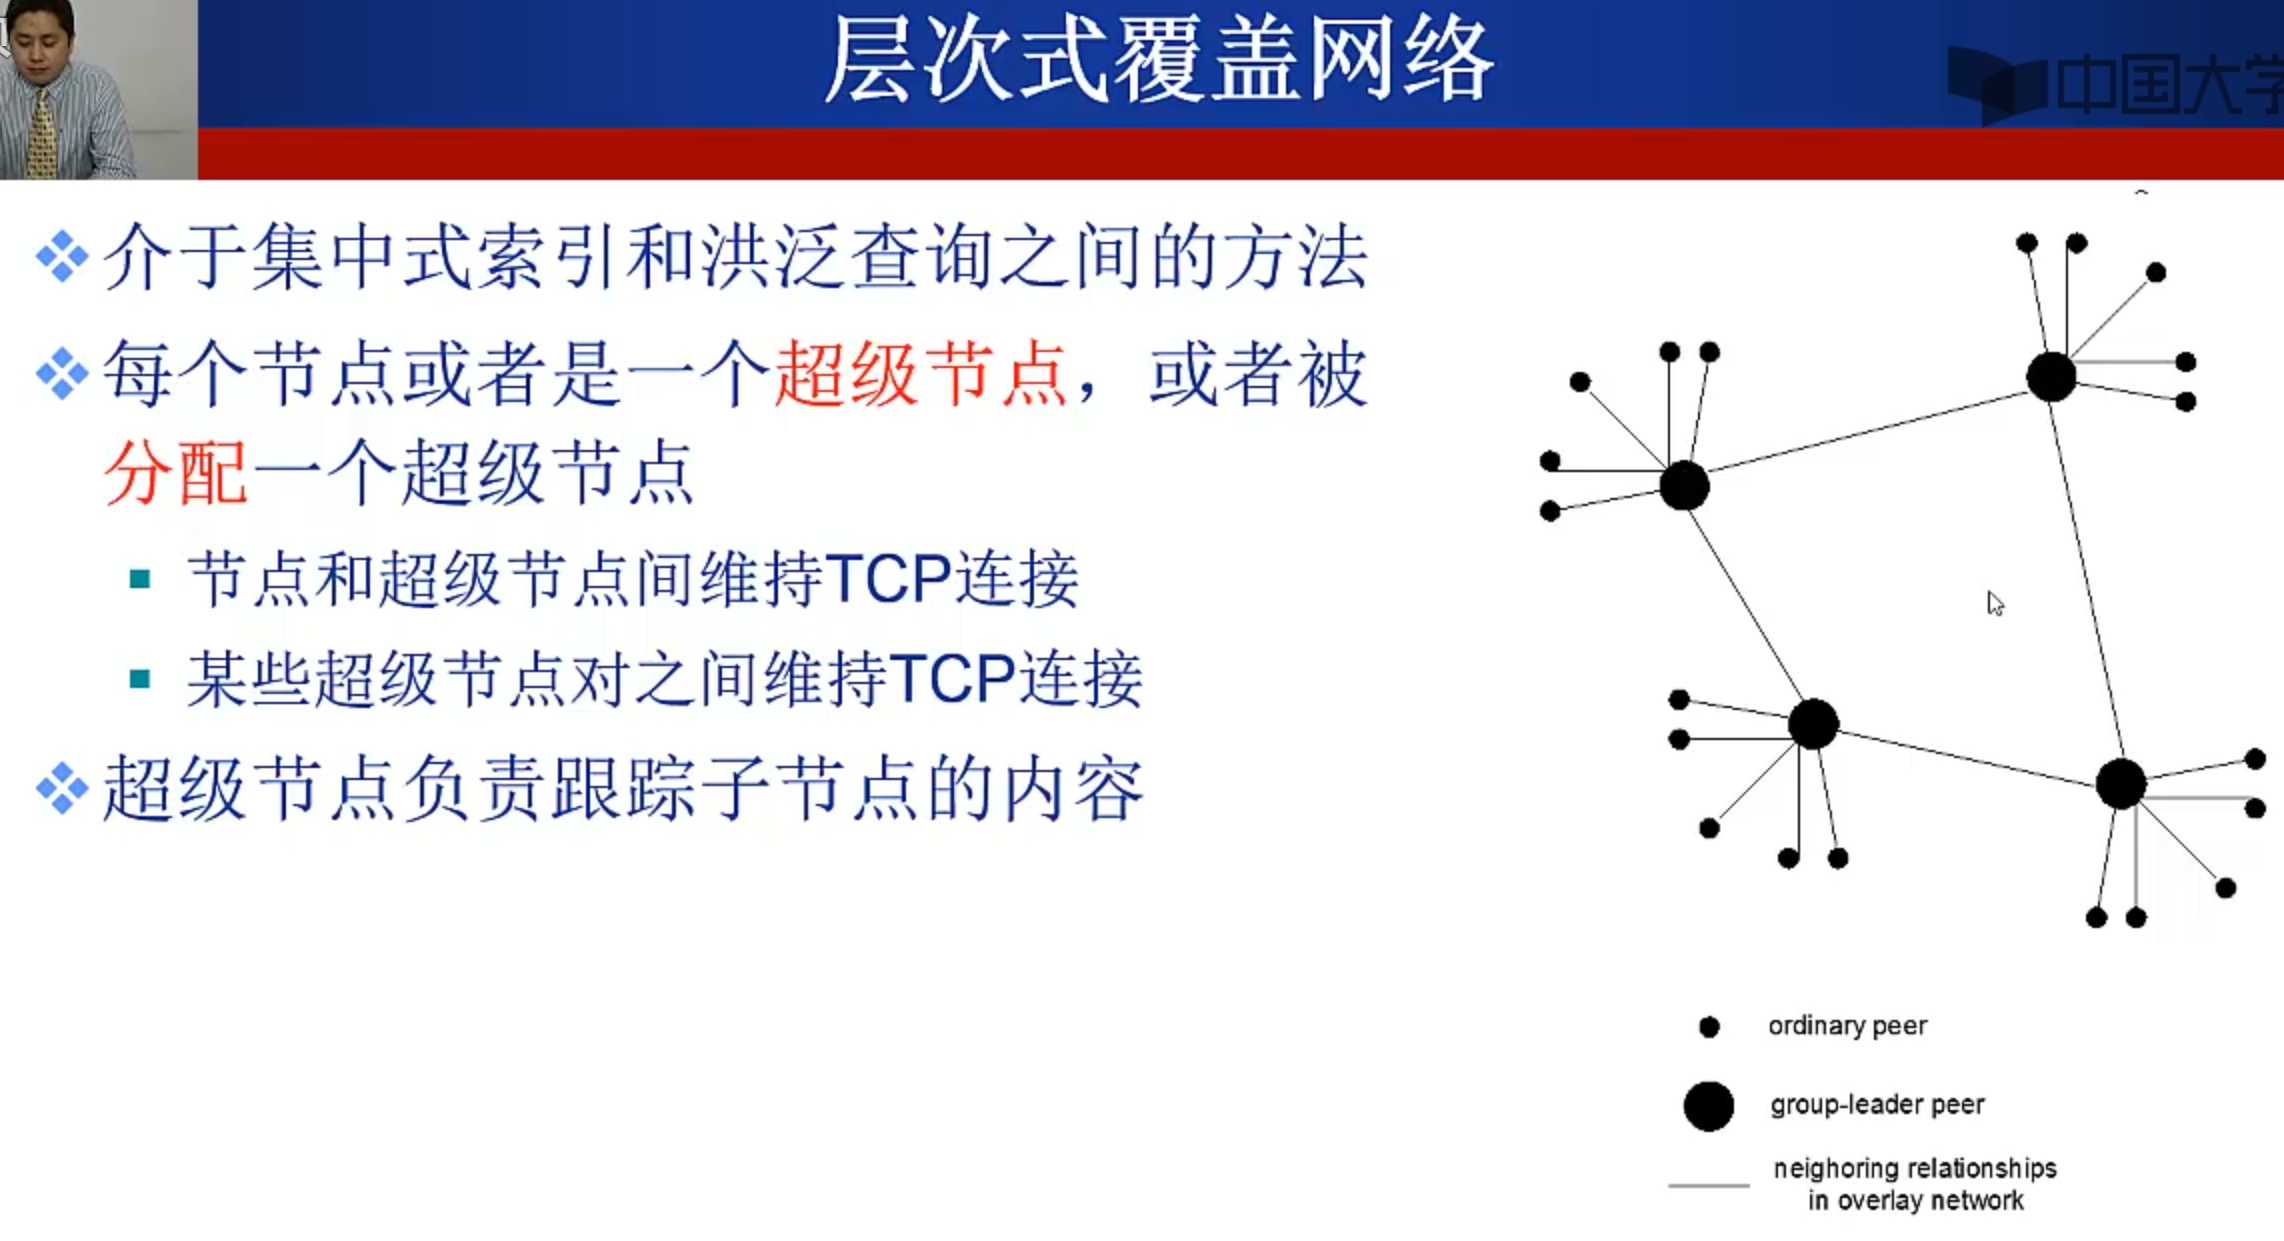 层次式覆盖网络
中国大学
介于集中式索引和洪泛查询之间的方法
每个节点或者是一个超级节点，或者被
分配一个超级节点
节点和超级节点间维持TCP连接
某些超级节点对之间维持TCP连接
超级节点负责跟踪子节点的内容
ordinary peer
group-leader peer
neighoring relationships
in overlay network